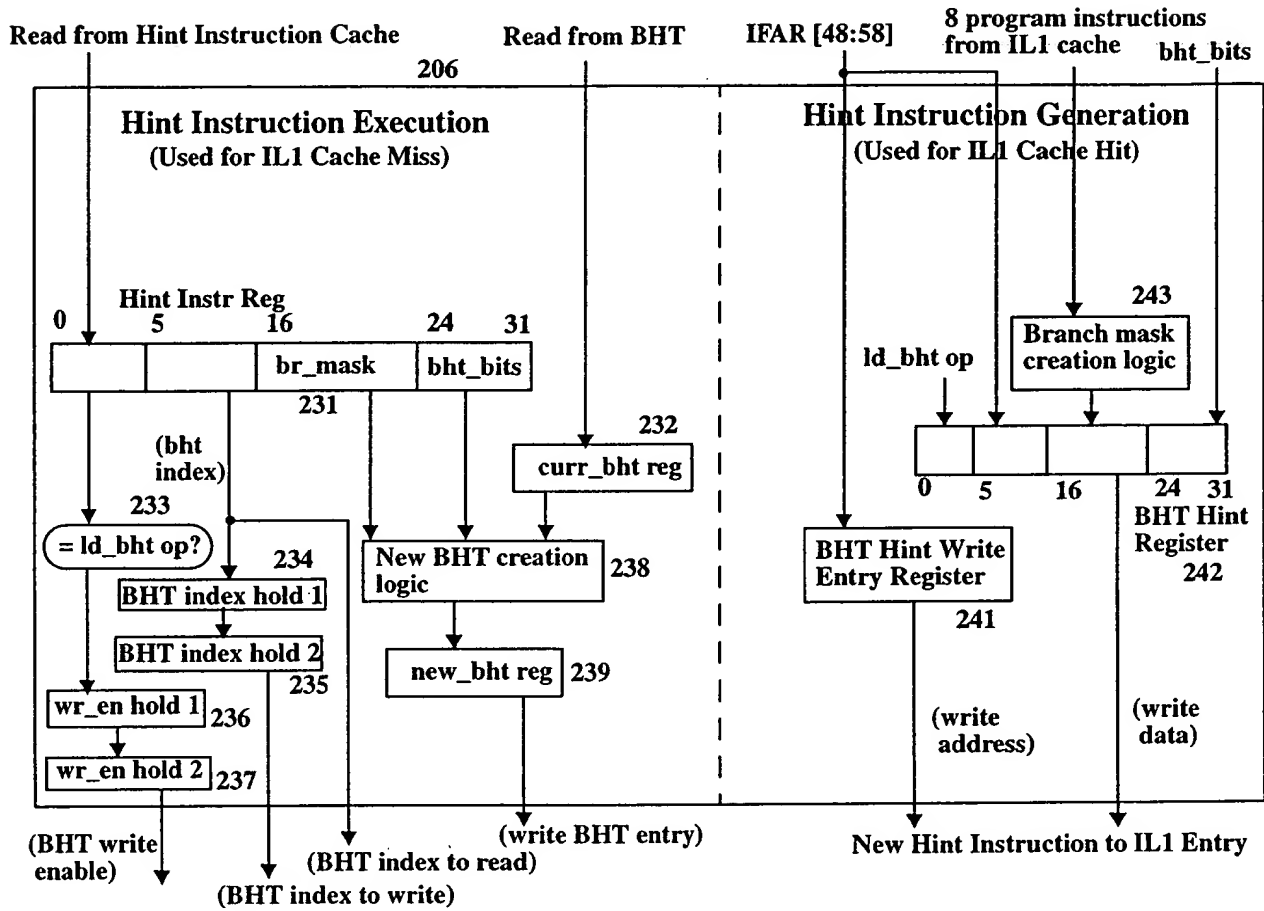 Read from Hint Instruction Cache
Read from BHT
IFAR [48:58]
8 program instructions
from IL1 cache
bht_bits
206
Hint Instruction Execution
(Used for IL1 Cache Miss)
Hint Instruction Generation
(Used for IL1 Cache Hit)
Hint Instr Reg
0 5 16 24 31
br_mask bht_bits
231
(bht
index)
232
curr_bht reg
233
= ld_bht op?
234
BHT index hold 1
BHT index hold 2
235
wr_en hold 1
236
wr_en hold 2
237
New BHT creation
logic
238
new_bht reg
239
243
Branch mask
creation logic
ld_bht op
0 5 16 24 31
BHT Hint
Register
242
BHT Hint Write
Entry Register
241
(write
address)
(write
data)
(BHT write
enable)
(BHT index to write)
(BHT index to read)
(write BHT entry)
New Hint Instruction to IL1 Entry